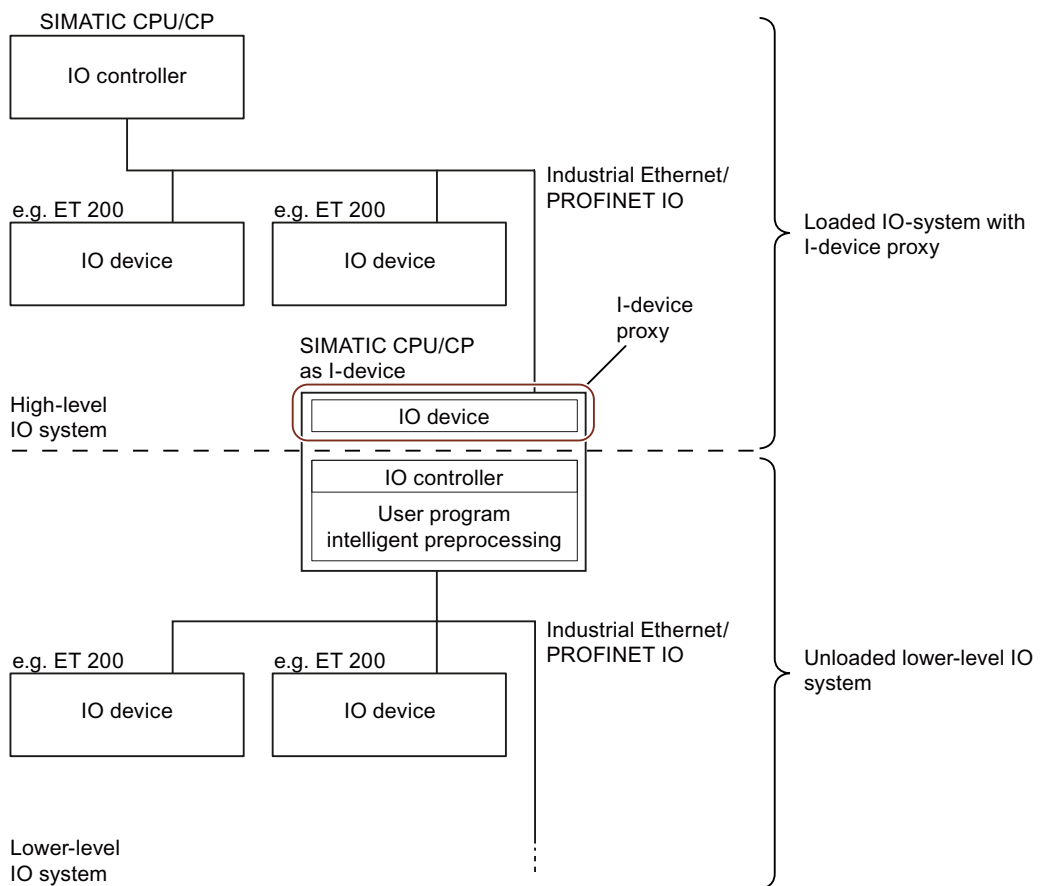 SIMATIC CPU/CP
IO controller
Industrial Ethernet/
PROFINET IO
e.g. ET 200
IO device
e.g. ET 200
IO device
Loaded IO-system with
I-device proxy
I-device
proxy
SIMATIC CPU/CP
as I-device
IO device
High-level
IO system
IO controller
User program
intelligent preprocessing
Industrial Ethernet/
PROFINET IO
e.g. ET 200
IO device
e.g. ET 200
IO device
Unloaded lower-level IO
system
Lower-level
IO system